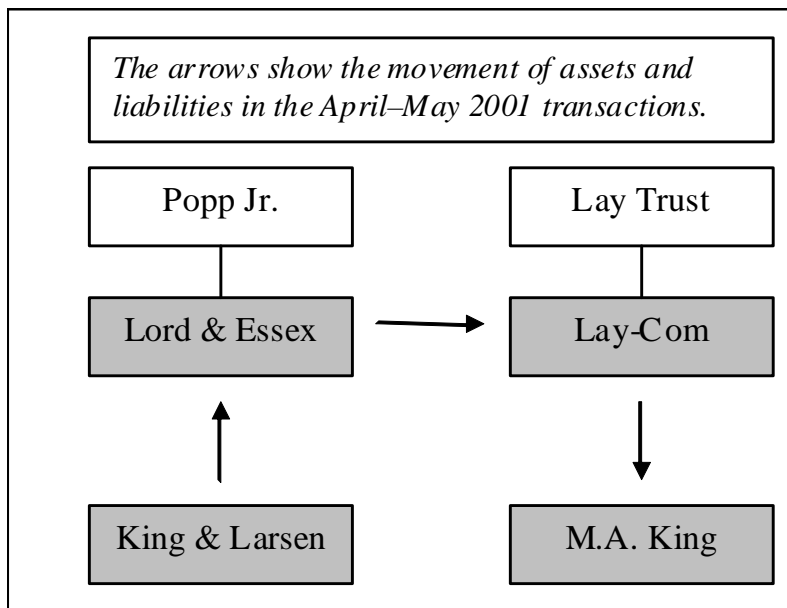 The arrows show the movement of assets and
liabilities in the April–May 2001 transactions.
Popp Jr.
Lay Trust
Lord & Essex
Lay-Com
King & Larsen
M.A. King